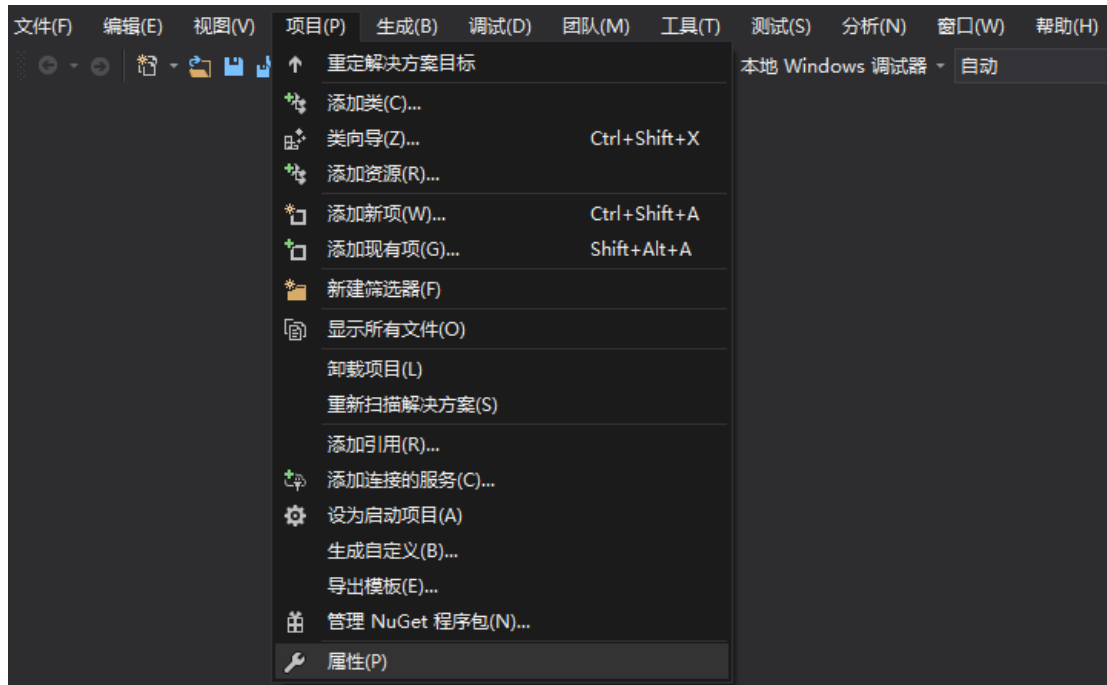 文件(F) 编辑(E) 视图(V) 项目(P) 生成(B) 调试(D) 团队(M) 工具(T) 测试(S) 分析(N) 窗口(W) 帮助(H)
本地 Windows 调试器 自动
重定解决方案目标
添加类(C)...
类向导(Z)... Ctrl+Shift+X
添加资源(R)...
添加新项(W)... Ctrl+Shift+A
添加现有项(G)... Shift+Alt+A
新建筛选器(F)
显示所有文件(O)
卸载项目(L)
重新扫描解决方案(S)
添加引用(R)...
添加连接的服务(C)...
设为启动项目(A)
生成自定义(B)...
导出模板(E)...
管理 NuGet 程序包(N)...
属性(P)